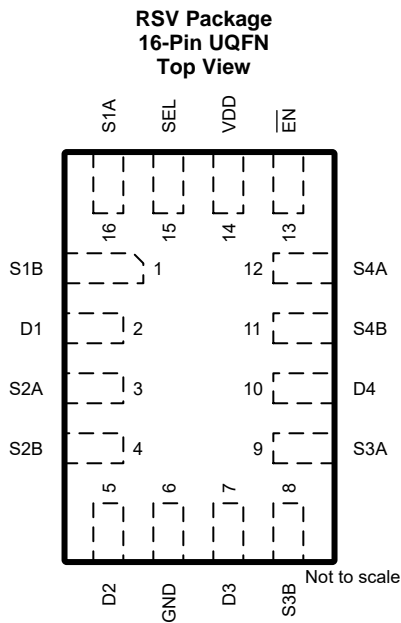 RSV Package
16-Pin UQFN
Top View
S1A
SEL
VDD
EN
16
15
14
13
S1B
1
12
S4A
D1
2
11
S4B
S2A
3
10
D4
S2B
4
9
S3A
5
6
7
8
D2
GND
D3
S3B
Not to scale